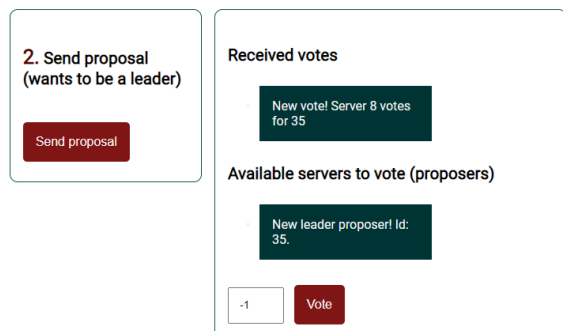 2. Send proposal
(wants to be a leader)
Send proposal
Received votes
New vote! Server 8 votes
for 35
Available servers to vote (proposers)
New leader proposer! Id:
35.
-1
Vote